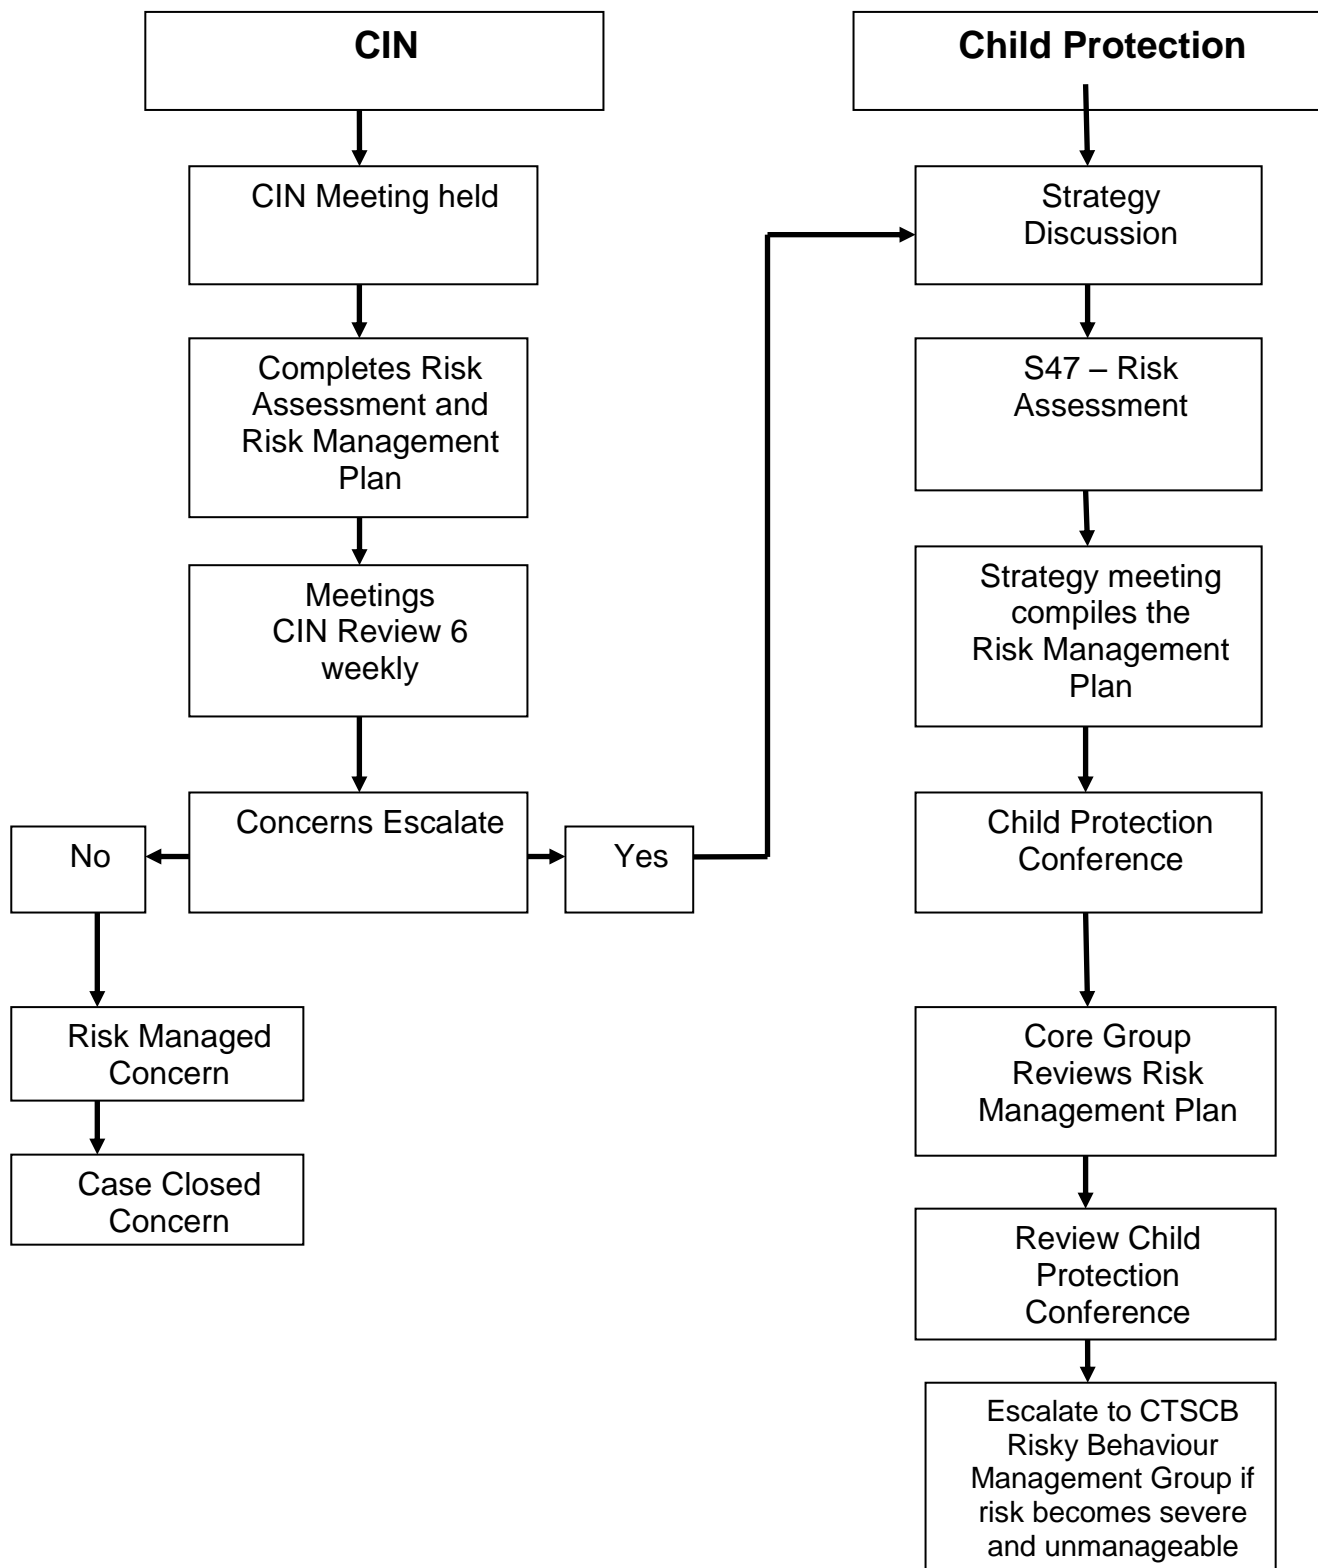 CIN
CIN Meeting held
Completes Risk
Assessment and
Risk Management
Plan
Meetings
CIN Review 6
weekly
Concerns Escalate
No
Yes
Risk Managed
Concern
Case Closed
Concern
Child Protection
Strategy
Discussion
S47 – Risk
Assessment
Strategy meeting
compiles the
Risk Management
Plan
Child Protection
Conference
Core Group
Reviews Risk
Management Plan
Review Child
Protection
Conference
Escalate to CTSCB
Risky Behaviour
Management Group if
risk becomes severe
and unmanageable